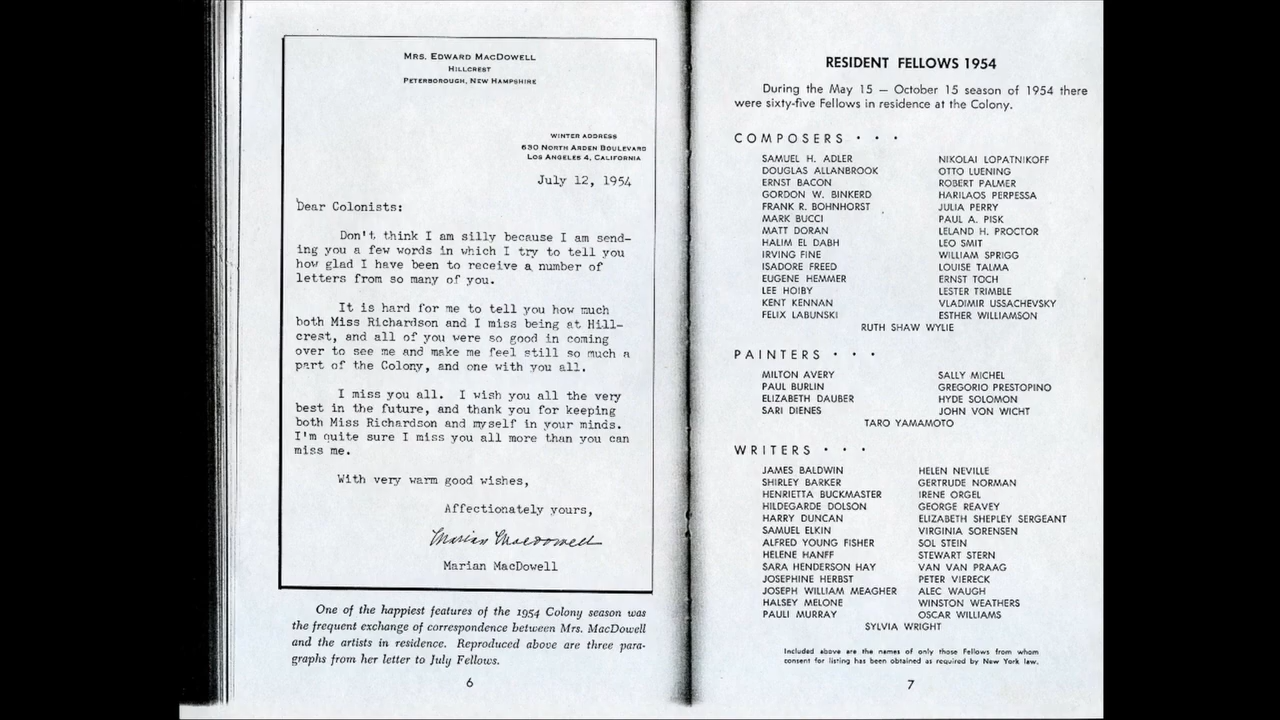 MRS. EDWARD MACDOWELL
HILLCREST
PETERBOROUGH, NEW HAMPSHIRE
WINTER ADDRESS
630 NORTH ARDEN BOULEVARD
LOS ANGELES 4, CALIFORNIA
July 12, 1954
Dear Colonists:
Don't think I am silly because I am send-
ing you a few words in which I try to tell you
how glad I have been to receive a number of
letters from so many of you.
It is hard for me to tell you how much
both Miss Richardson and I miss being at Hill-
crest, and all of you were so good in coming
over to see me and make me feel still so much a
part of the Colony, and one with you all.
I miss you all. I wish you all the very
best in the future, and thank you for keeping
both Miss Richardson and myself in your minds.
I'm quite sure I miss you all more than you can
miss me.
With very warm good wishes,
Affectionately yours,
Marian MacDowell
Marian MacDowell
One of the happiest features of the 1954 Colony season was
the frequent exchange of correspondence between Mrs. MacDowell
and the artists in residence. Reproduced above are three para-
graphs from her letter to July Fellows.
6
RESIDENT FELLOWS 1954
During the May 15 — October 15 season of 1954 there
were sixty-five Fellows in residence at the Colony.
COMPOSERS • • •
SAMUEL H. ADLER
DOUGLAS ALLANBROOK
ERNST BACON
GORDON W. BINKERD
FRANK R. BOHNHORST
MARK BUCCI
MATT DORAN
HALIM EL DABH
IRVING FINE
ISADORE FREED
EUGENE HEMMER
LEE HOIBY
KENT KENNAN
FELIX LABUNSKI
NIKOLAI LOPATNIKOFF
OTTO LUENING
ROBERT PALMER
HARILAOS PERPESSA
JULIA PERRY
PAUL A. PISK
LELAND H. PROCTOR
LEO SMIT
WILLIAM SPRIGG
LOUISE TALMA
ERNST TOCH
LESTER TRIMBLE
VLADIMIR USSACHEVSKY
ESTHER WILLIAMSON
RUTH SHAW WYLIE
PAINTERS • • •
MILTON AVERY
PAUL BURLIN
ELIZABETH DAUBER
SARI DIENES
SALLY MICHEL
GREGORIO PRESTOPINO
HYDE SOLOMON
JOHN VON WICHT
TARO YAMAMOTO
WRITERS • • •
JAMES BALDWIN
SHIRLEY BARKER
HENRIETTA BUCKMASTER
HILDEGARDE DOLSON
HARRY DUNCAN
SAMUEL ELKIN
ALFRED YOUNG FISHER
HELENE HANFF
SARA HENDERSON HAY
JOSEPHINE HERBST
JOSEPH WILLIAM MEAGHER
HALSEY MELONE
PAULI MURRAY
HELEN NEVILLE
GERTRUDE NORMAN
IRENE ORGEL
GEORGE REAVEY
ELIZABETH SHEPLEY SERGEANT
VIRGINIA SORENSEN
SOL STEIN
STEWART STERN
VAN VAN PRAAG
PETER VIERECK
ALEC WAUGH
WINSTON WEATHERS
OSCAR WILLIAMS
SYLVIA WRIGHT
Included above are the names of only those Fellows from whom
consent for listing has been obtained as required by New York law.
7